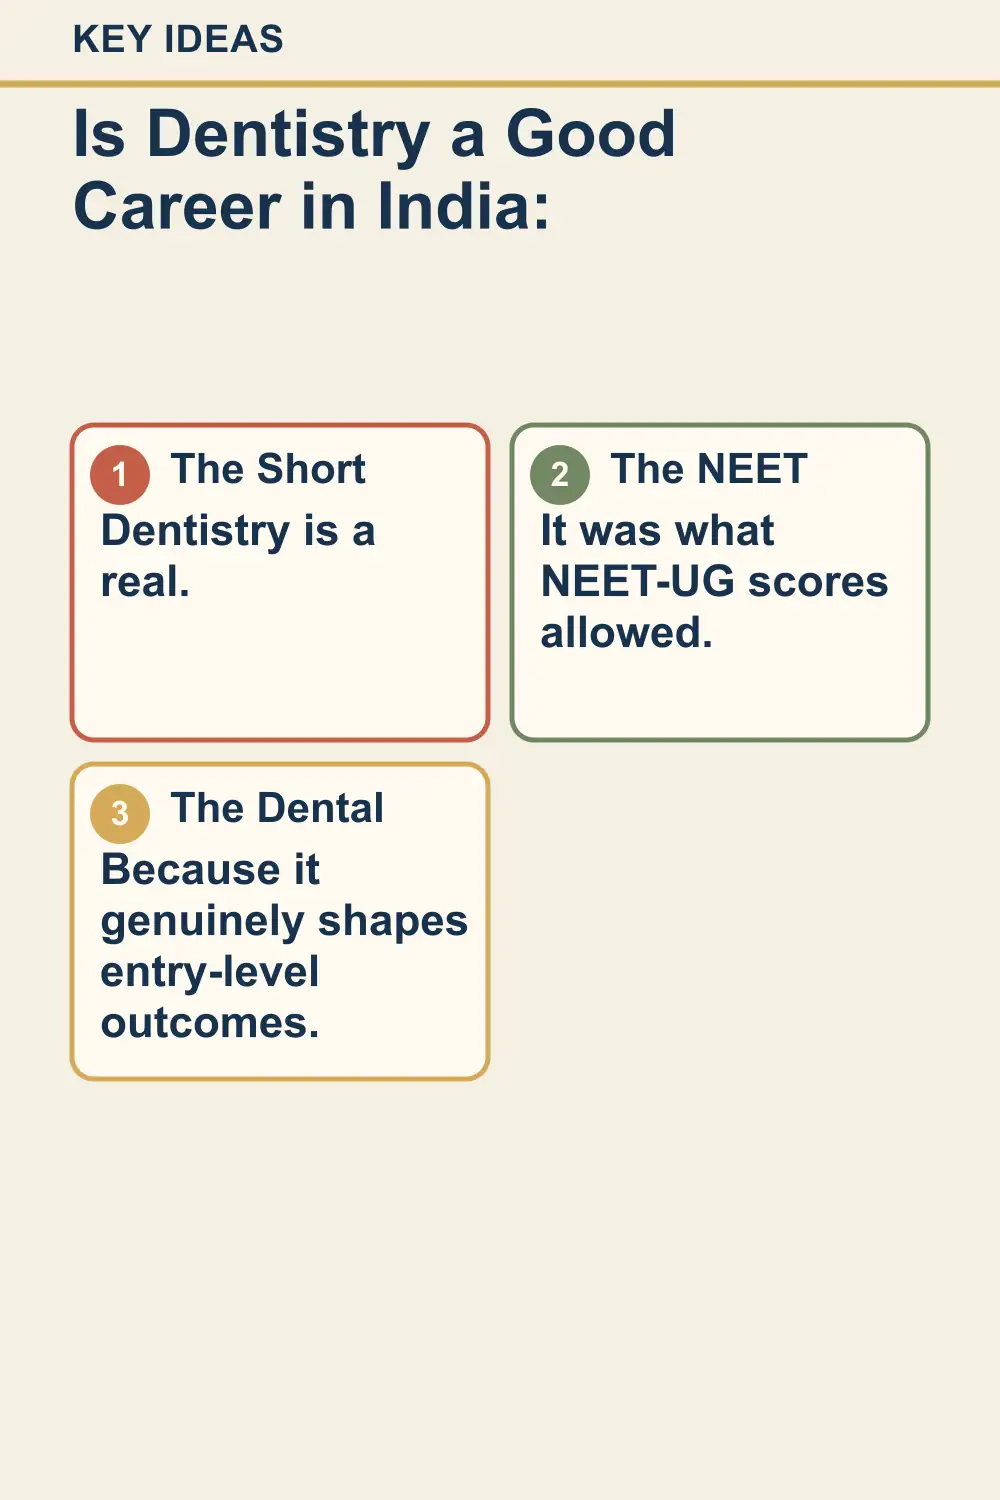 KEY IDEAS
Is Dentistry a Good
Career in India:
1 The Short
Dentistry is a
real.
2 The NEET
It was what
NEET-UG scores
allowed.
3 The Dental
Because it
genuinely shapes
entry-level
outcomes.